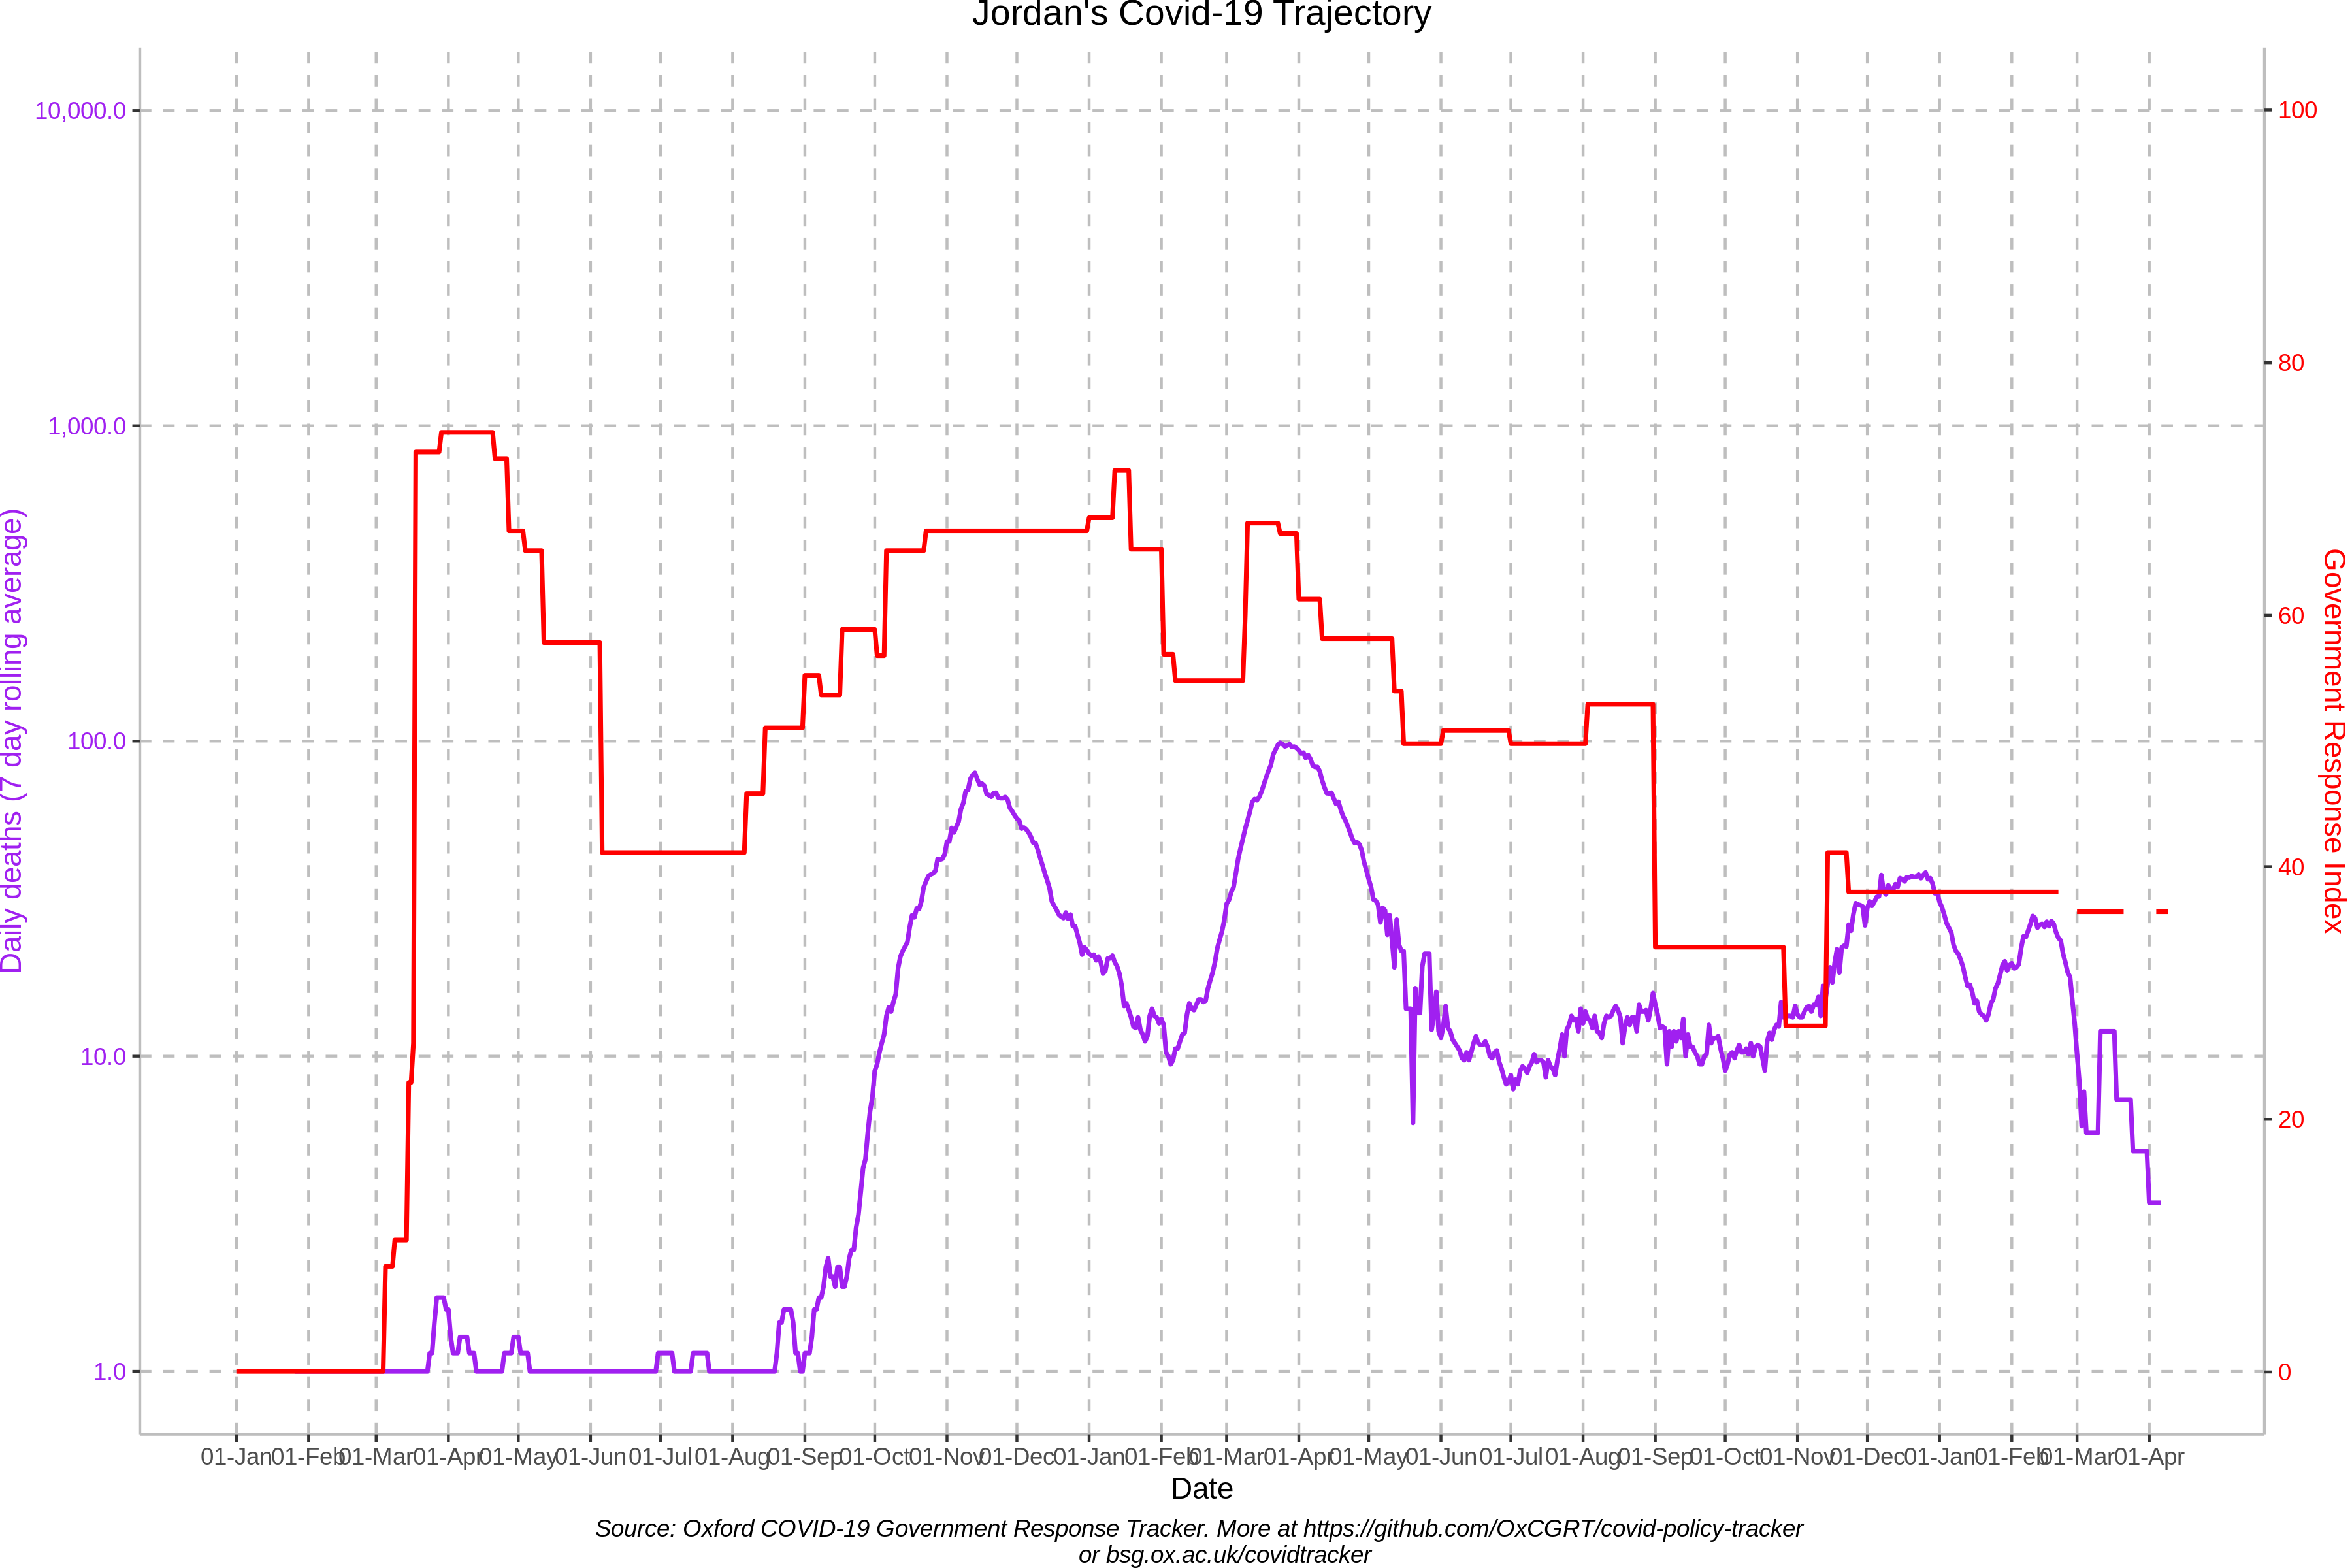 Jordan's Covid-19 Trajectory
10,000.0
1,000.0
100.0
10.0
1.0
Daily deaths (7 day rolling average)
100
80
60
40
20
0
Government Response Index
01-Jan 01-Feb 01-Mar 01-Apr 01-May 01-Jun 01-Jul 01-Aug 01-Sep 01-Oct 01-Nov 01-Dec 01-Jan 01-Feb 01-Mar 01-Apr 01-May 01-Jun 01-Jul 01-Aug 01-Sep 01-Oct 01-Nov 01-Dec 01-Jan 01-Feb 01-Mar 01-Apr
Date
Source: Oxford COVID-19 Government Response Tracker. More at https://github.com/OxCGRT/covid-policy-tracker
or bsg.ox.ac.uk/covidtracker